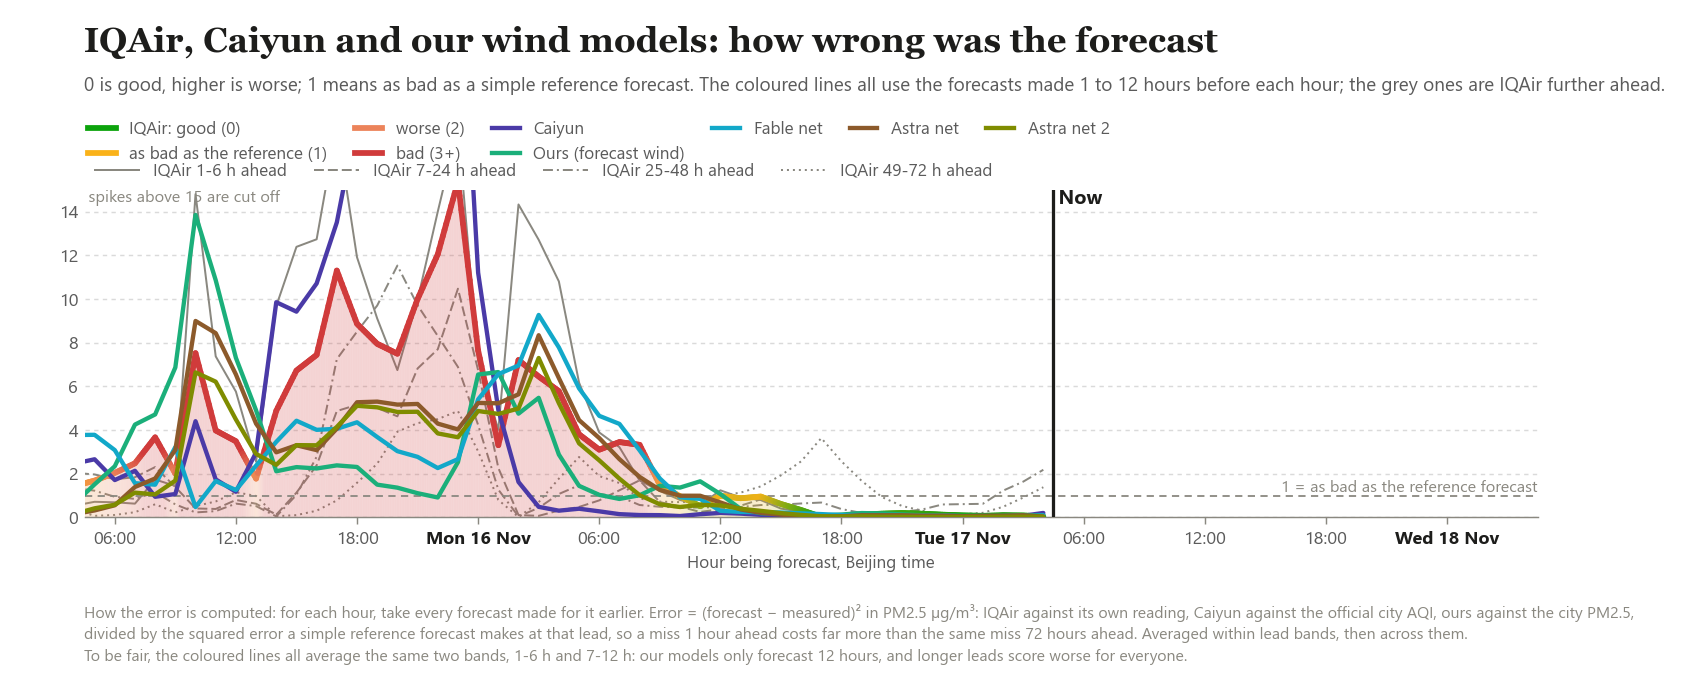 IQAir, Caiyun and our wind models: how wrong was the forecast
0 is good, higher is worse; 1 means as bad as a simple reference forecast. The coloured lines all use the forecasts made 1 to 12 hours before each hour; the grey ones are IQAir further ahead.
IQAir: good (0) worse (2) Caiyun Fable net Astra net Astra net 2
as bad as the reference (1) bad (3+) Ours (forecast wind)
IQAir 1-6 h ahead IQAir 7-24 h ahead IQAir 25-48 h ahead IQAir 49-72 h ahead
spikes above 15 are cut off
Now
14
12
10
8
6
4
2
1 = as bad as the reference forecast
0
06:00 12:00 18:00 Mon 16 Nov 06:00 12:00 18:00 Tue 17 Nov 06:00 12:00 18:00 Wed 18 Nov
Hour being forecast, Beijing time
How the error is computed: for each hour, take every forecast made for it earlier. Error = (forecast − measured)² in PM2.5 µg/m³: IQAir against its own reading, Caiyun against the official city AQI, ours against the city PM2.5,
divided by the squared error a simple reference forecast makes at that lead, so a miss 1 hour ahead costs far more than the same miss 72 hours ahead. Averaged within lead bands, then across them.
To be fair, the coloured lines all average the same two bands, 1-6 h and 7-12 h: our models only forecast 12 hours, and longer leads score worse for everyone.